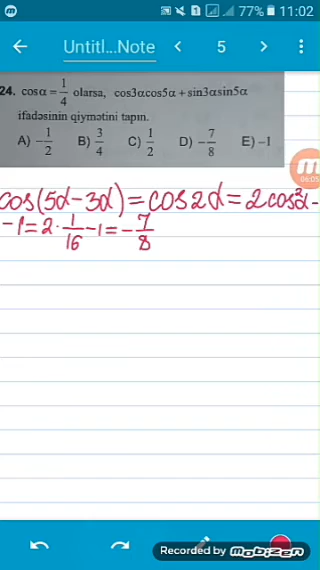 77% 11:02
Untitl...Note
5
24. cosα = 1/4 olarsa, cos3αcos5α + sin3αsin5α
ifadəsinin qiymətini tapın.
A) -1/2 B) 3/4 C) 1/2 D) -7/8 E) -1
06:05
cos(5α-3α)=cos2α=2cos²α-
-1=2·1/16-1=-7/8
Recorded by mobizen